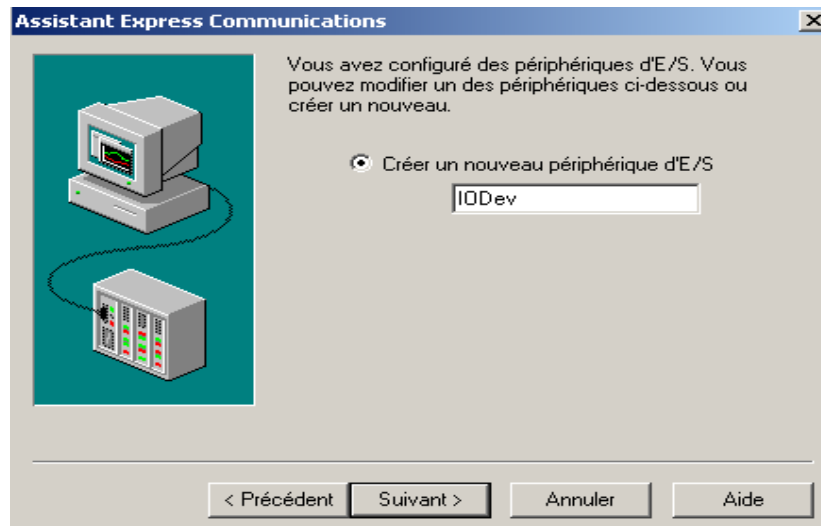 Assistant Express Communications
Vous avez configuré des périphériques d'E/S. Vous
pouvez modifier un des périphériques ci-dessous ou
créer un nouveau.
Créer un nouveau périphérique d'E/S
IODev
< Précédent
Suivant >
Annuler
Aide